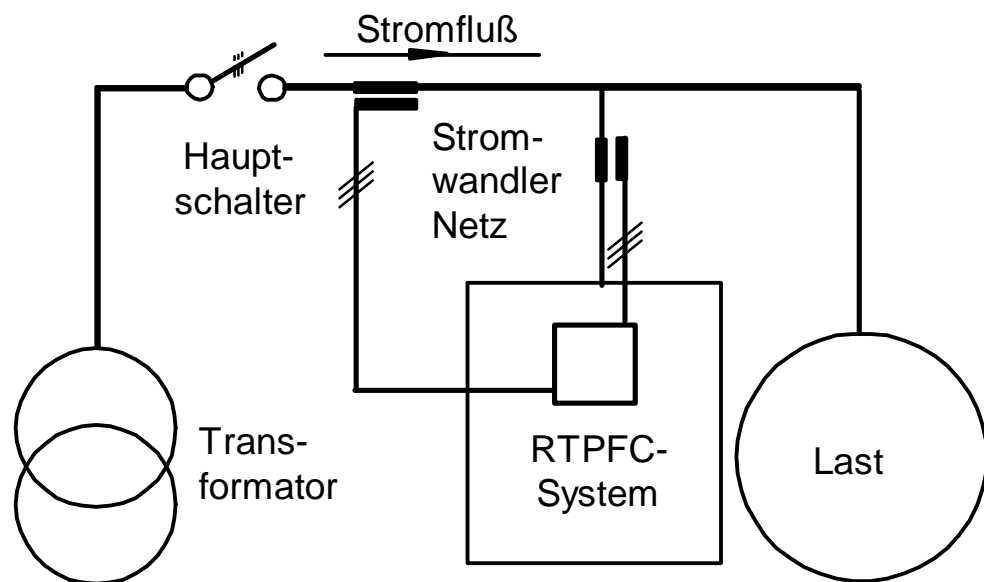 Stromfluß
Haupt-
schalter
Strom-
wandler
Netz
Trans-
formator
RTPFC-
System
Last